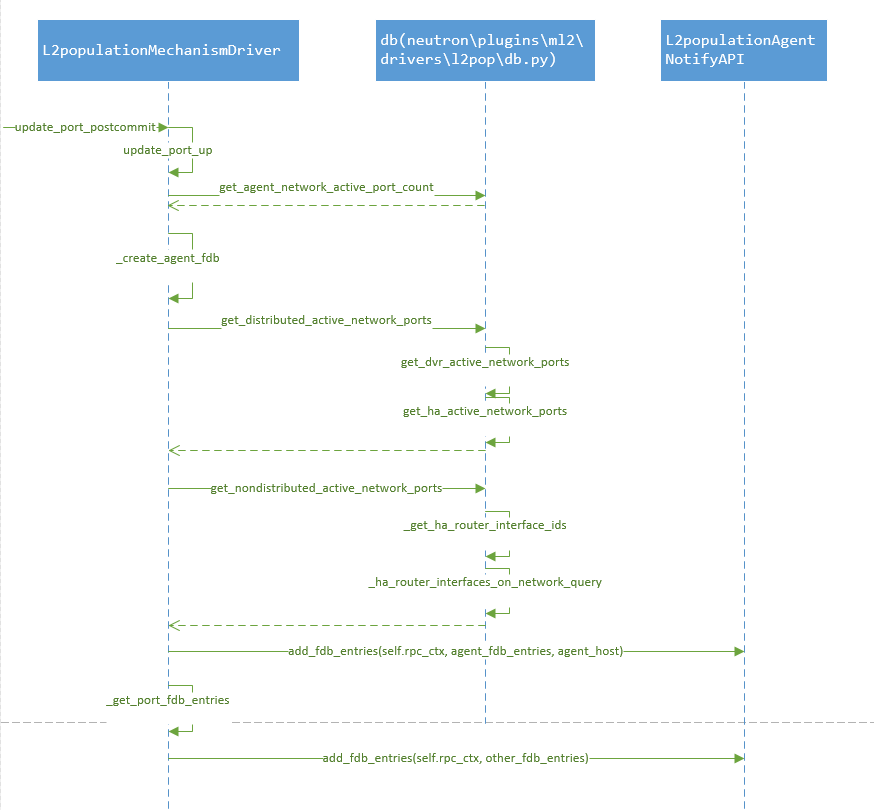 L2populationMechanismDriver
db(neutron\plugins\ml2\
drivers\l2pop\db.py)
L2populationAgent
NotifyAPI
update_port_postcommit
update_port_up
get_agent_network_active_port_count
_create_agent_fdb
get_distributed_active_network_ports
get_dvr_active_network_ports
get_ha_active_network_ports
get_nondistributed_active_network_ports
_get_ha_router_interface_ids
_ha_router_interfaces_on_network_query
add_fdb_entries(self.rpc_ctx, agent_fdb_entries, agent_host)
_get_port_fdb_entries
add_fdb_entries(self.rpc_ctx, other_fdb_entries)